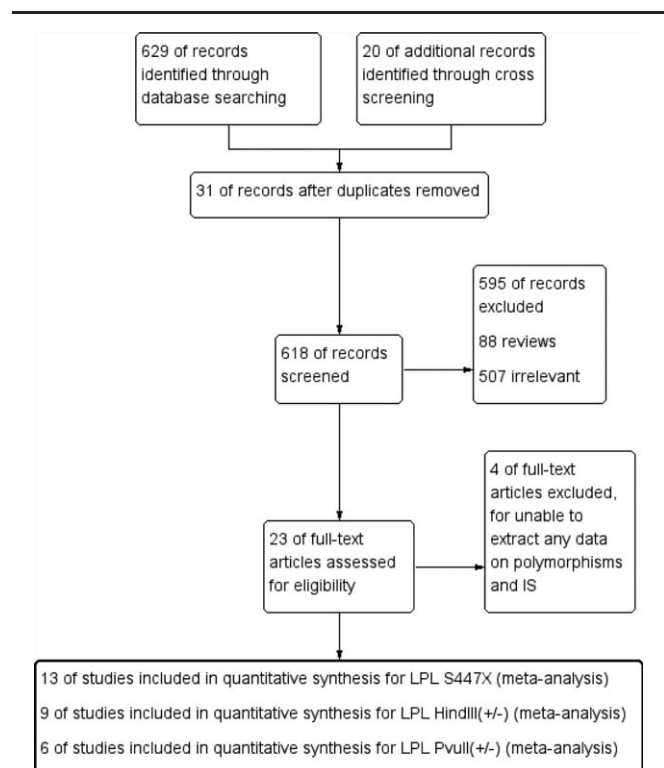 629 of records
identified through
database searching
20 of additional records
identified through cross
screening
31 of records after duplicates removed
595 of records
excluded
88 reviews
507 irrelevant
618 of records
screened
4 of full-text
articles excluded,
for unable to
extract any data
on polymorphisms
and IS
23 of full-text
articles assessed
for eligibility
13 of studies included in quantitative synthesis for LPL S447X (meta-analysis)
9 of studies included in quantitative synthesis for LPL HindIII(+/-) (meta-analysis)
6 of studies included in quantitative synthesis for LPL PvuII(+/-) (meta-analysis)